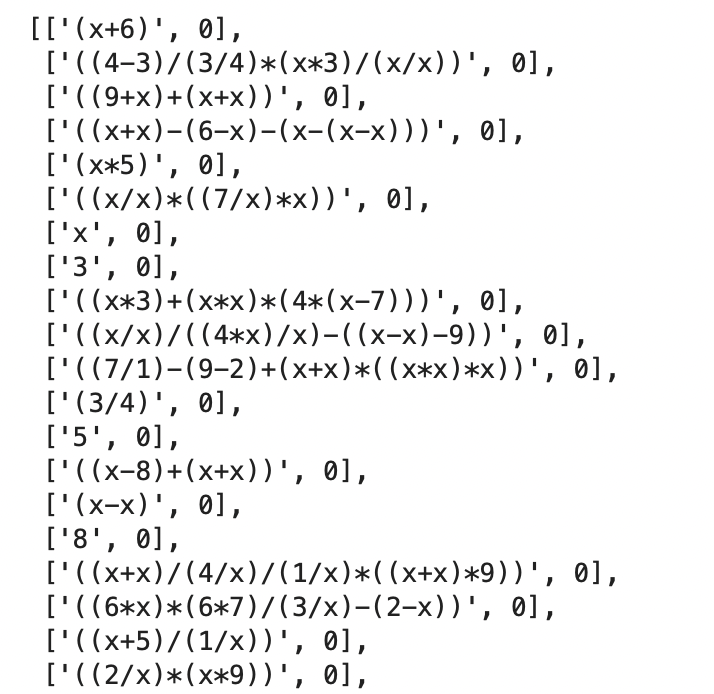 [['(x+6)', 0],
['((4-3)/(3/4)*(x*3)/(x/x))', 0],
['((9+x)+(x+x))', 0],
['((x+x)-(6-x)-(x-(x-x)))', 0],
['(x*5)', 0],
['((x/x)*((7/x)*x))', 0],
['x', 0],
['3', 0],
['((x*3)+(x*x)*(4*(x-7)))', 0],
['((x/x)/((4*x)/x)-((x-x)-9))', 0],
['((7/1)-(9-2)+(x+x)*((x*x)*x))', 0],
['(3/4)', 0],
['5', 0],
['((x-8)+(x+x))', 0],
['(x-x)', 0],
['8', 0],
['((x+x)/(4/x)/(1/x)*((x+x)*9))', 0],
['((6*x)*(6*7)/(3/x)-(2-x))', 0],
['((x+5)/(1/x))', 0],
['((2/x)*(x*9))', 0],